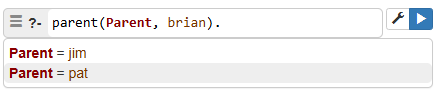 ?- parent(Parent, brian).
Parent = jim
Parent = pat